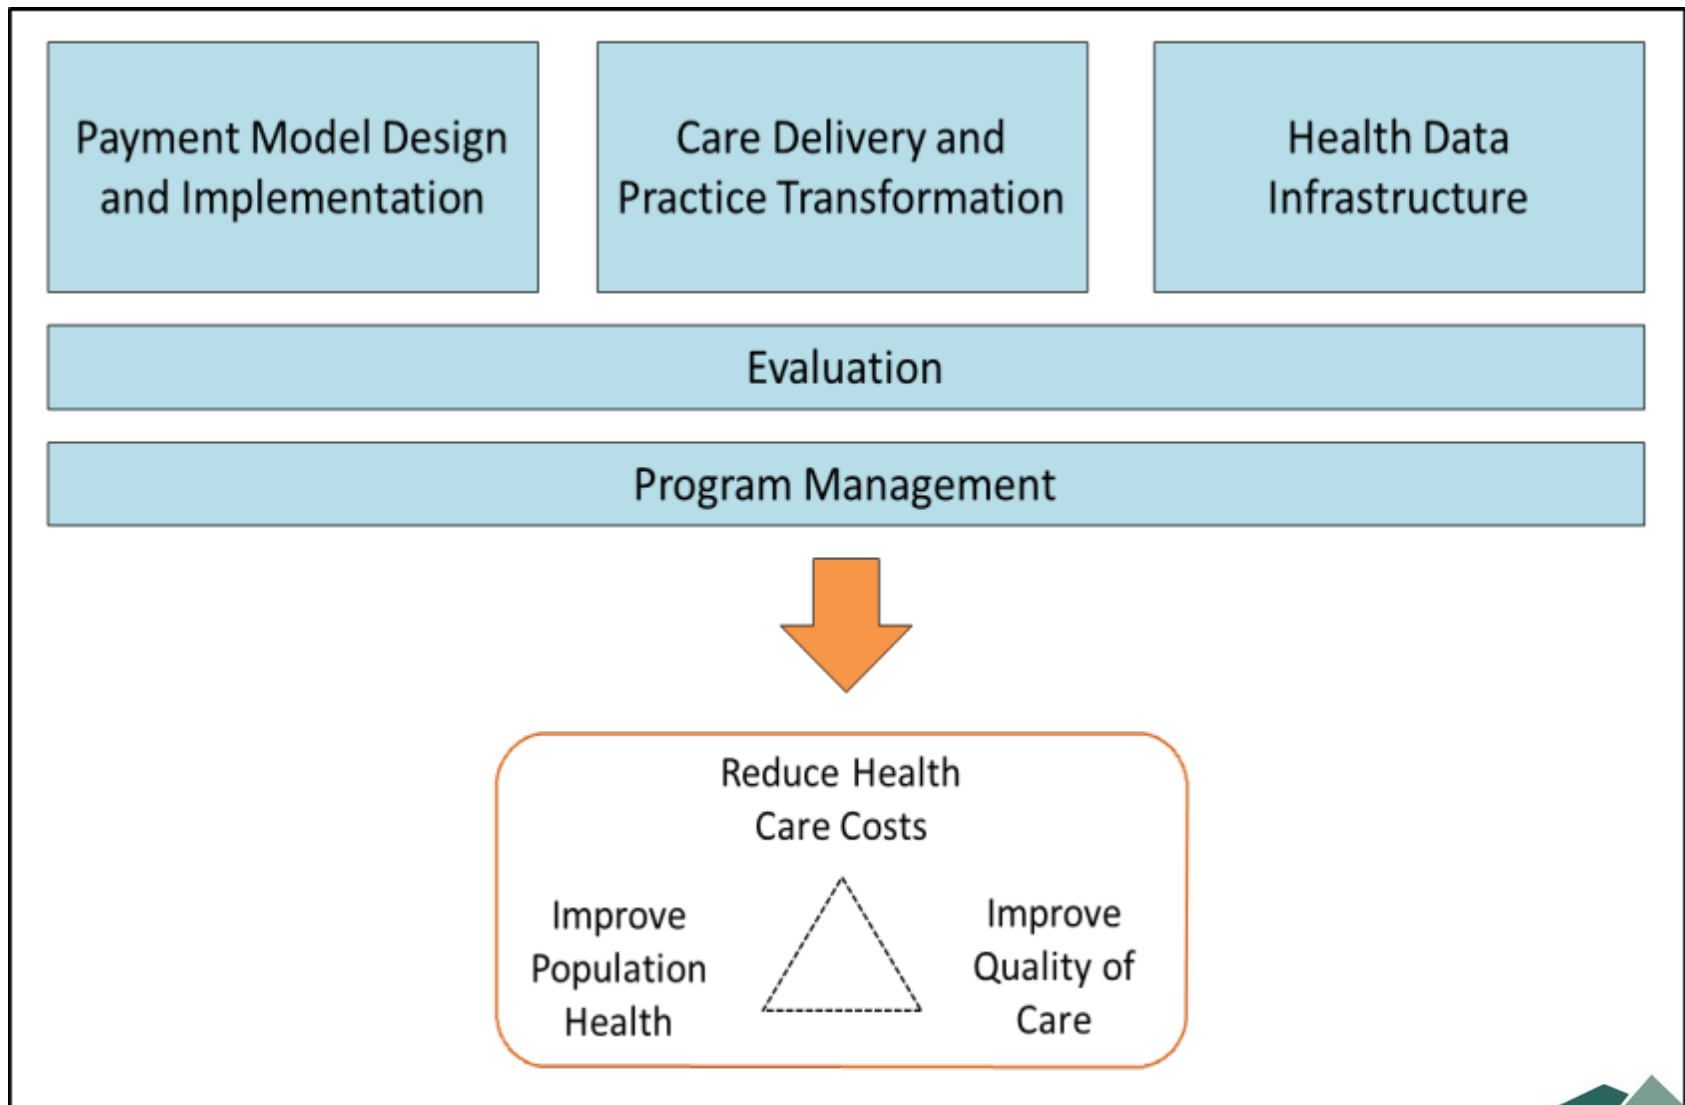 Payment Model Design
and Implementation
Care Delivery and
Practice Transformation
Health Data
Infrastructure
Evaluation
Program Management
Reduce Health
Care Costs
Improve
Population
Health
Improve
Quality of
Care